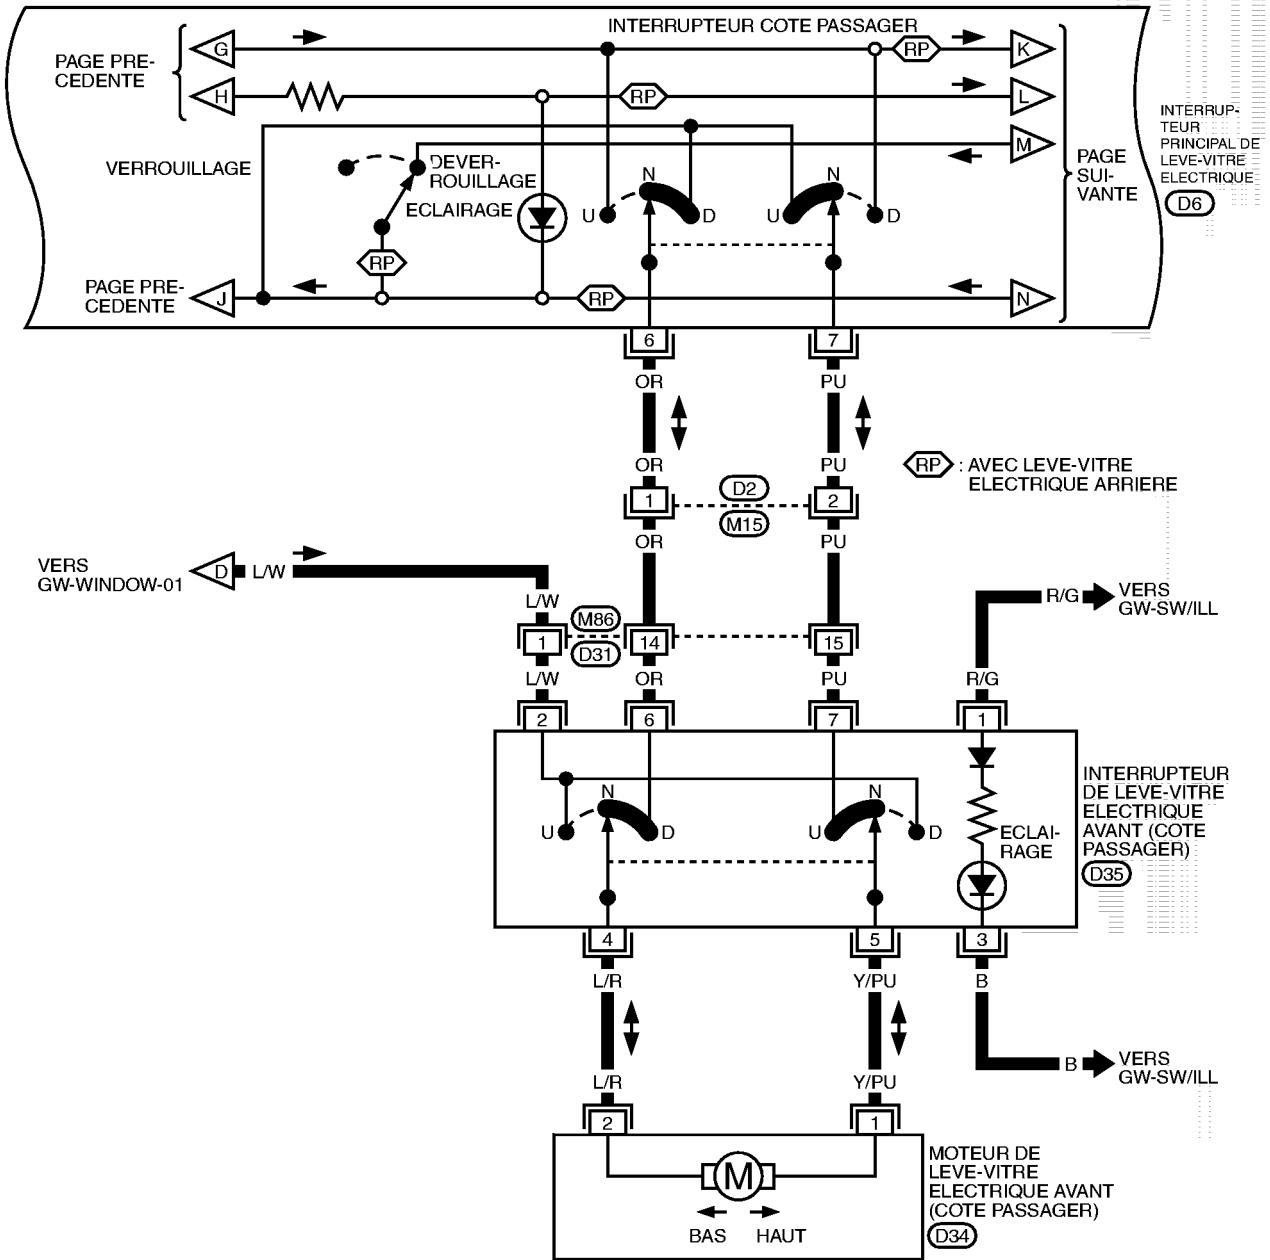 INTERRUPTEUR COTE PASSAGER
PAGE PRE-
CEDENTE
G
RP
K
H
RP
L
M
VERROUILLAGE
DEVER-
ROUILLAGE
ECLAIRAGE
U
N
D
U
N
D
PAGE
SUI-
VANTE
INTERRUP-
TEUR
PRINCIPAL DE
LEVE-VITRE
ELECTRIQUE
D6
RP
PAGE PRE-
CEDENTE
J
RP
N
6
7
OR
PU
OR
PU
1
D2
2
M15
OR
PU
RP : AVEC LEVE-VITRE
ELECTRIQUE ARRIERE
VERS
GW-WINDOW-01
D
L/W
L/W
M86
1
14
15
D31
L/W
OR
PU
R/G
VERS
GW-SW/ILL
R/G
2
6
7
1
U
N
D
U
N
D
ECLAI-
RAGE
INTERRUPTEUR
DE LEVE-VITRE
ELECTRIQUE
AVANT (COTE
PASSAGER)
D35
4
5
3
L/R
Y/PU
B
L/R
Y/PU
B
VERS
GW-SW/ILL
2
1
M
BAS
HAUT
MOTEUR DE
LEVE-VITRE
ELECTRIQUE AVANT
(COTE PASSAGER)
D34